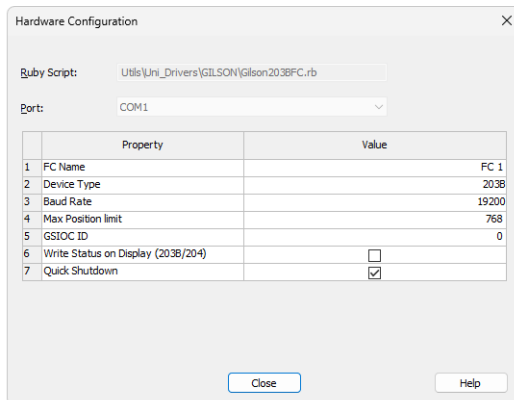 Hardware Configuration
Ruby Script: Utils\Uni_Drivers\GILSON\Gilson203BFC.rb
Port: COM1
Property Value
1 FC Name FC 1
2 Device Type 203B
3 Baud Rate 19200
4 Max Position limit 768
5 GSIOC ID 0
6 Write Status on Display (203B/204)
7 Quick Shutdown
Close Help